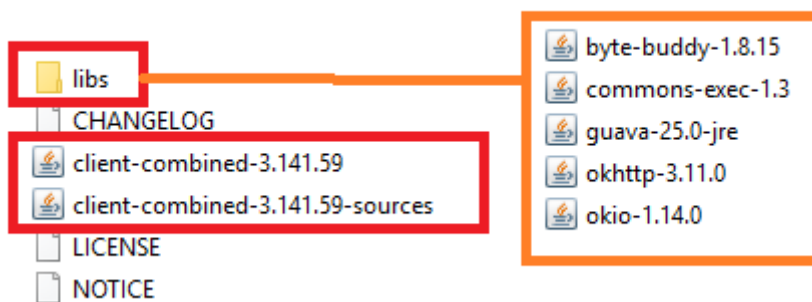 libs
CHANGELOG
client-combined-3.141.59
client-combined-3.141.59-sources
LICENSE
NOTICE
byte-buddy-1.8.15
commons-exec-1.3
guava-25.0-jre
okhttp-3.11.0
okio-1.14.0